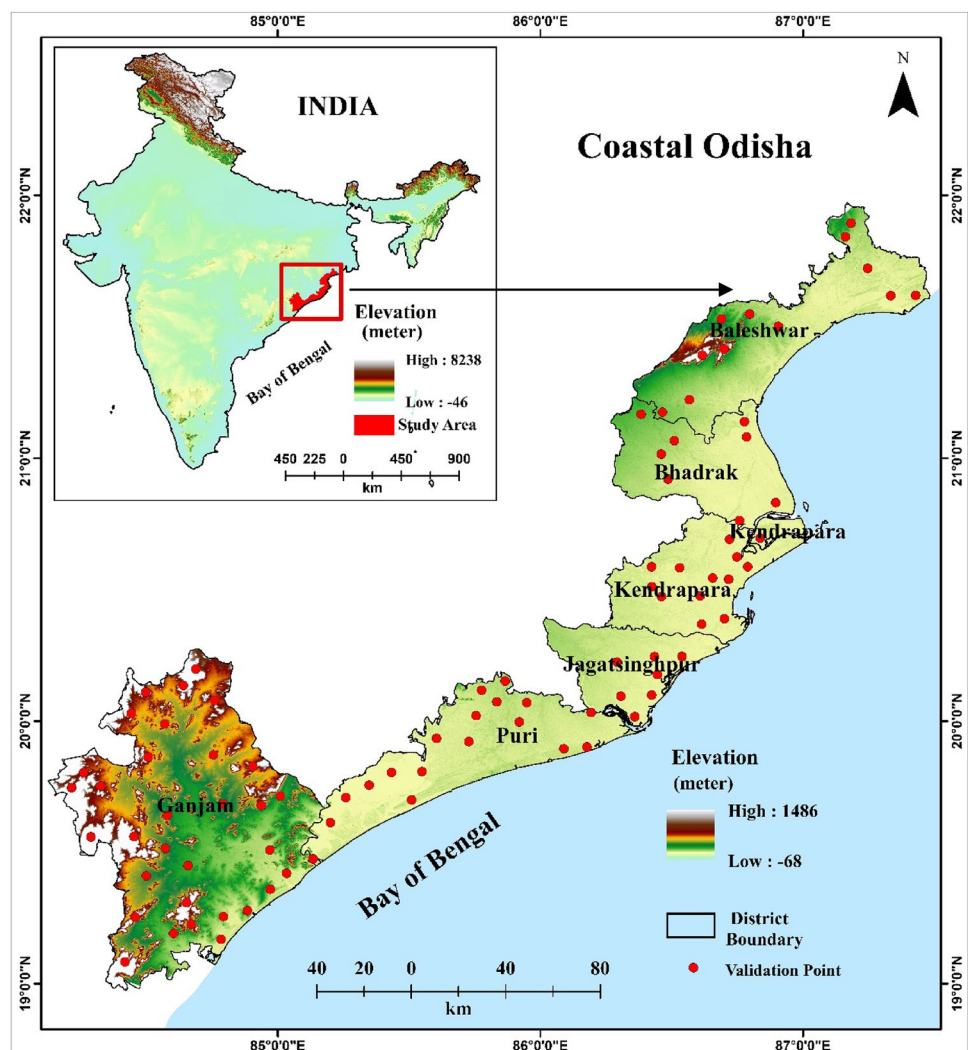 85°0'0"E
86°0'0"E
87°0'0"E
N
INDIA
Coastal Odisha
22°0'0"N
22°0'0"N
Elevation
(meter)
High : 8238
Low : -46
Study Area
Bay of Bengal
450 225 0 450 900
km
Baleshwar
21°0'0"N
21°0'0"N
Bhadrak
Kendrapara
Kendrapara
Jagatsinghpur
20°0'0"N
20°0'0"N
Puri
Ganjam
Bay of Bengal
Elevation
(meter)
High : 1486
Low : -68
District
Boundary
Validation Point
19°0'0"N
19°0'0"N
40 20 0 40 80
km
85°0'0"E
86°0'0"E
87°0'0"E